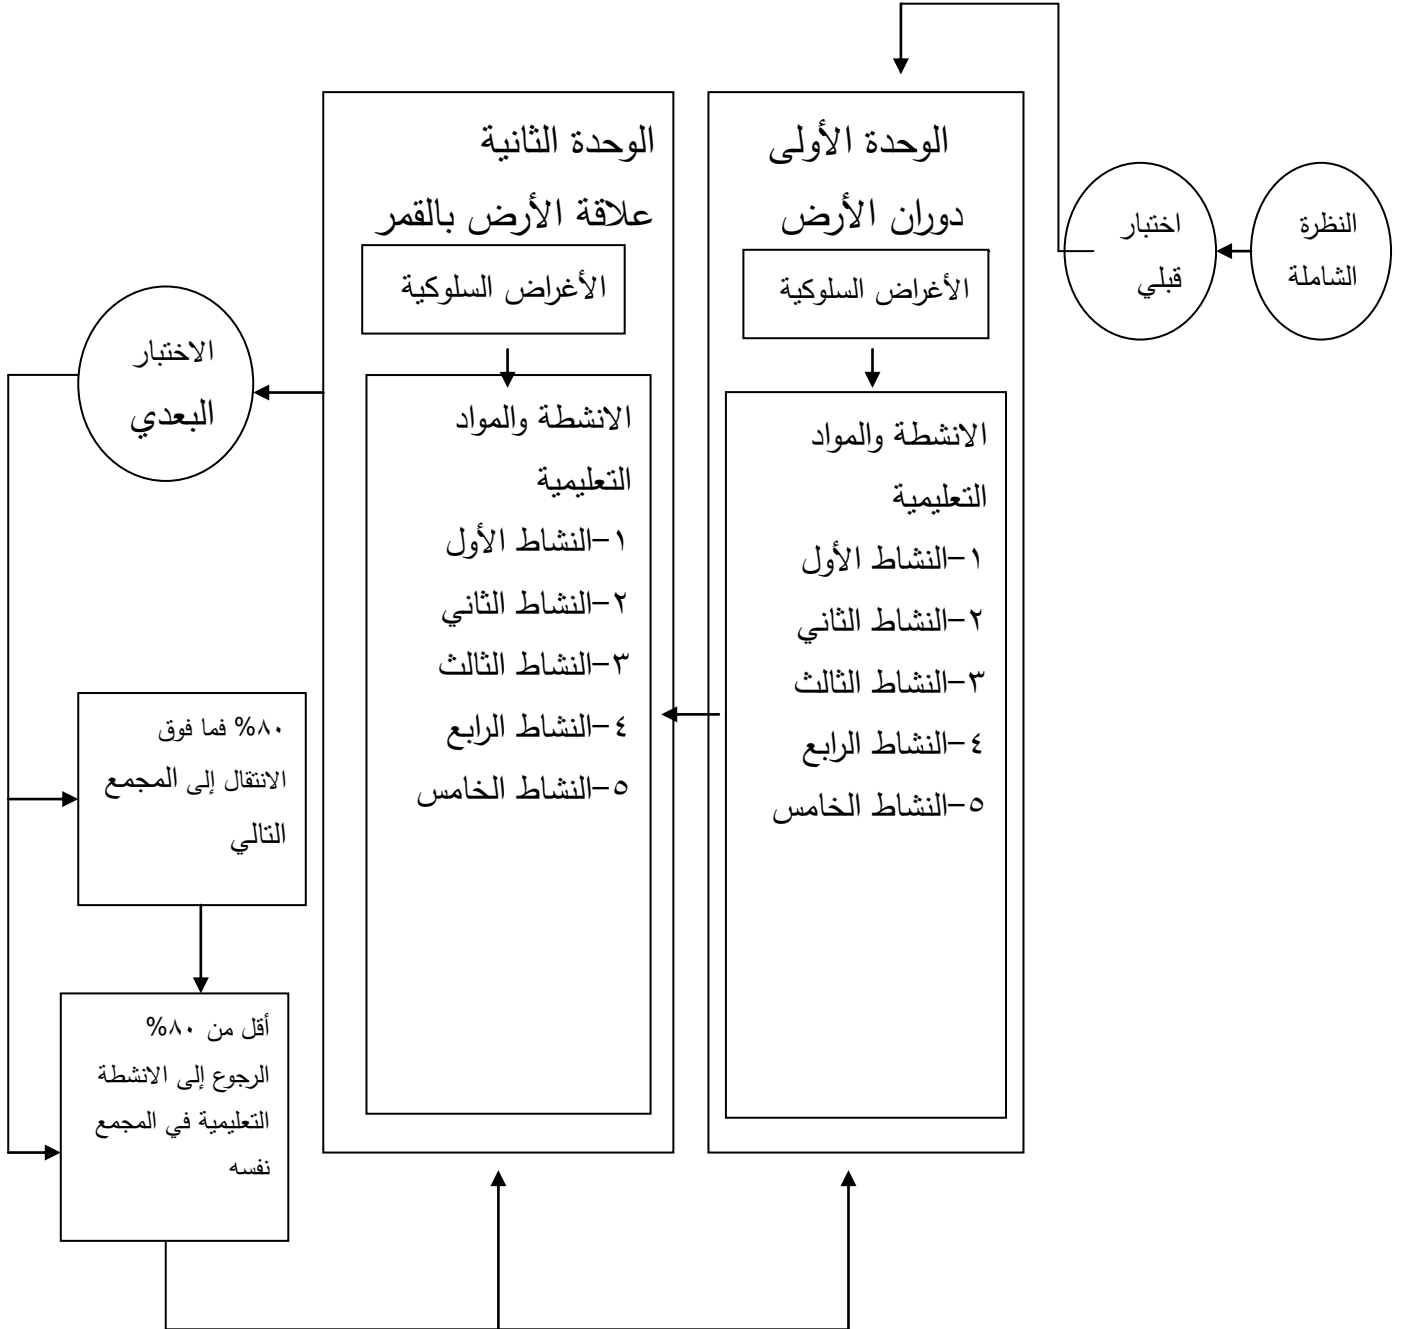 النظرة
الشاملة
اختبار
قبلي
الوحدة الأولى
دوران الأرض
الأغراض السلوكية
الانشطة والمواد
التعليمية
١-النشاط الأول
٢-النشاط الثاني
٣-النشاط الثالث
٤-النشاط الرابع
٥-النشاط الخامس
الوحدة الثانية
علاقة الأرض بالقمر
الأغراض السلوكية
الانشطة والمواد
التعليمية
١-النشاط الأول
٢-النشاط الثاني
٣-النشاط الثالث
٤-النشاط الرابع
٥-النشاط الخامس
الاختبار
البعدي
٨٠% فما فوق
الانتقال إلى المجمع
التالي
أقل من ٨٠%
الرجوع إلى الانشطة
التعليمية في المجمع
نفسه